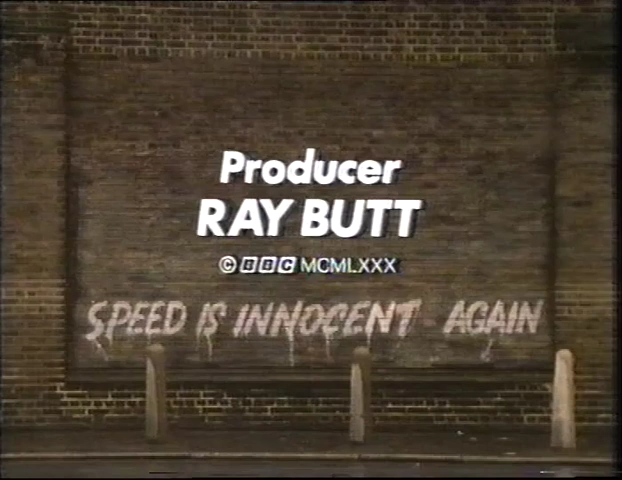 Producer
RAY BUTT
© BBC MCMLXXX
SPEED IS INNOCENT - AGAIN